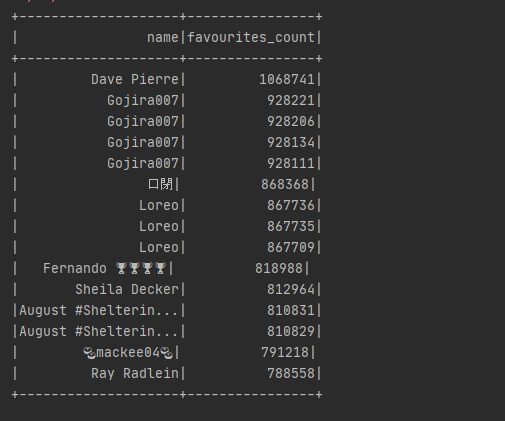 +--------------------+----------------+
|                name|favourites_count|
+--------------------+----------------+
|         Dave Pierre|         1068741|
|           Gojira007|          928221|
|           Gojira007|          928206|
|           Gojira007|          928134|
|           Gojira007|          928111|
|                口閉|          868368|
|               Loreo|          867736|
|               Loreo|          867735|
|               Loreo|          867709|
|   Fernando 🏆🏆🏆🏆|          818988|
|       Sheila Decker|          812964|
|August #Shelterin...|          810831|
|August #Shelterin...|          810829|
|        mackee04|          791218|
|         Ray Radlein|          788558|
+--------------------+----------------+